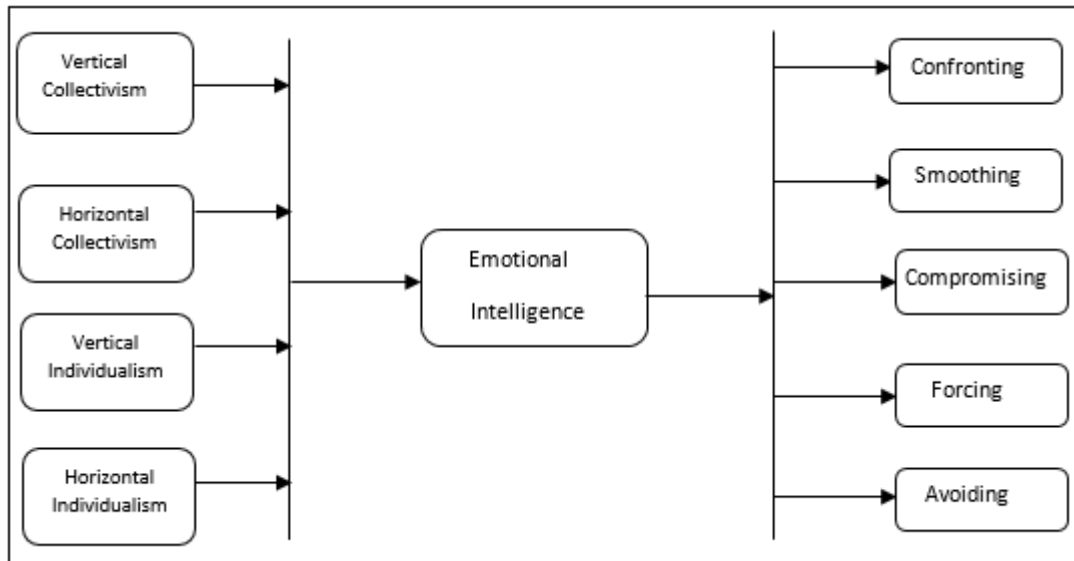 Vertical
Collectivism
Horizontal
Collectivism
Vertical
Individualism
Horizontal
Individualism
Emotional
Intelligence
Confronting
Smoothing
Compromising
Forcing
Avoiding